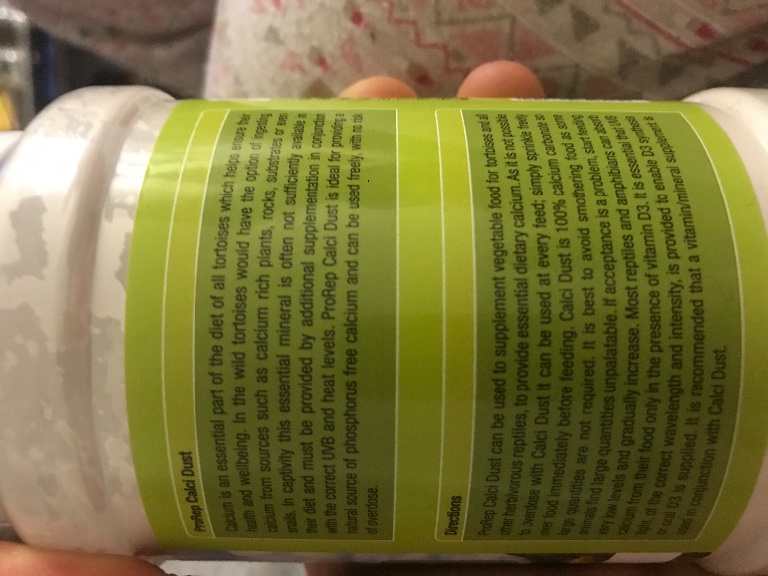 ProRep Calci Dust
Calcium is an essential part of the diet of all tortoises which helps ensure their
health and wellbeing. In the wild tortoises would have the option of ingesting
calcium from sources such as calcium rich plants, rocks, substrates or even
snails. In captivity this essential mineral is often not sufficiently available in
their diet and must be provided by additional supplementation in conjunction
with the correct UVB and heat levels. ProRep Calci Dust is ideal for providing a
natural source of phosphorus free calcium and can be used freely, with no risk
of overdose.
Directions
ProRep Calci Dust can be used to supplement vegetable food for tortoises and all
other herbivorous reptiles, to provide essential dietary calcium. As it is not possible
to overdose with Calci Dust it can be used at every feed; simply sprinkle freely
over food immediately before feeding. Calci Dust is 100% calcium carbonate so
large quantities are not required. It is best to avoid smothering food as some
animals find large quantities unpalatable. If acceptance is a problem, start feeding
very low levels and gradually increase. Most reptiles and amphibians can absorb
calcium from their food only in the presence of vitamin D3. It is essential that UVB
light of the correct wavelength and intensity, is provided to enable D3 synthesis
or oral D3 is supplied. It is recommended that a vitamin/mineral supplement is
used in conjunction with Calci Dust.